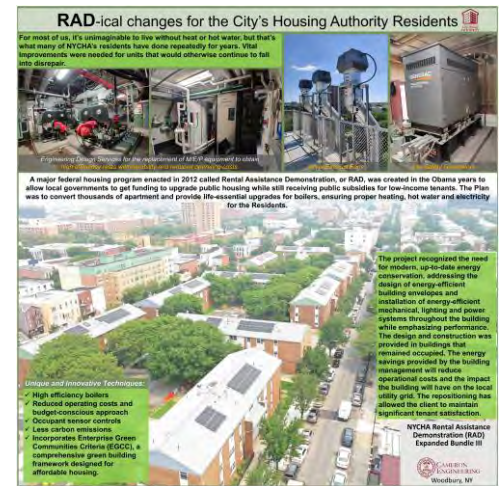 RAD-ical changes for the City's Housing Authority Residents
For most of us, it's unimaginable to live without heat or hot water, but that's
what many of NYCHA's residents have done repeatedly for years. Vital
improvements were needed for units that would otherwise continue to fall
into disrepair.
Engineering Design Services for the replacement of M/E/P equipment to obtain
A major federal housing program enacted in 2012 called Rental Assistance Demonstration, or RAD, was created in the Obama years to
allow local governments to get funding to upgrade public housing while still receiving public subsidies for low-income tenants. The Plan
was to convert thousands of apartment and provide life-essential upgrades for boilers, ensuring proper heating, hot water and electricity
for the Residents.
The project recognized the need
for modern, up-to-date energy
conservation, addressing the
design of energy-efficient
building envelopes and
installation of energy-efficient
mechanical, lighting and power
systems throughout the building
while emphasizing performance.
The design and construction was
provided in buildings that
remained occupied. The energy
savings provided by the building
management will reduce
operational costs and the impact
the building will have on the local
utility grid. The repositioning has
allowed the client to maintain
significant tenant satisfaction.
Unique and Innovative Techniques:
✓ High efficiency boilers
✓ Reduced operating costs and
budget-conscious approach
✓ Occupant sensor controls
✓ Less carbon emissions
✓ Incorporates Enterprise Green
Communities Criteria (EGCC), a
comprehensive green building
framework designed for
affordable housing.
NYCHA Rental Assistance
Demonstration (RAD)
Expanded Bundle III
CAMERON
ENGINEERING
Woodbury, NY